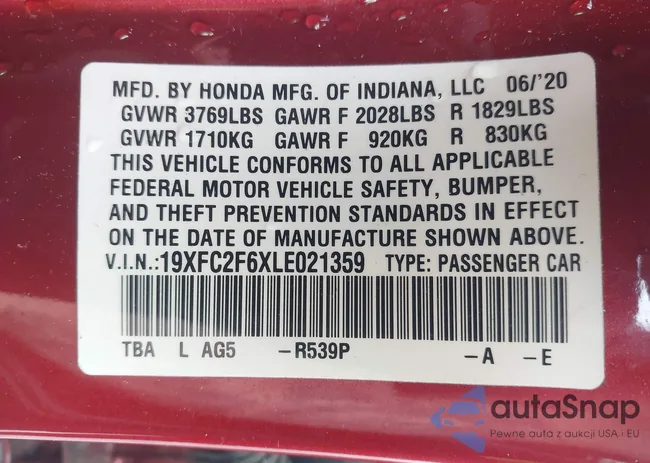 MFD. BY HONDA MFG. OF INDIANA, LLC 06/'20
GVWR 3769LBS GAWR F 2028LBS R 1829LBS
GVWR 1710KG GAWR F 920KG R 830KG
THIS VEHICLE CONFORMS TO ALL APPLICABLE
FEDERAL MOTOR VEHICLE SAFETY, BUMPER,
AND THEFT PREVENTION STANDARDS IN EFFECT
ON THE DATE OF MANUFACTURE SHOWN ABOVE.
V.I.N.:19XFC2F6XLE021359 TYPE: PASSENGER CAR
TBA L AG5 -R539P -A -E
autaSnap
Pewne auta z aukcji USA i EU